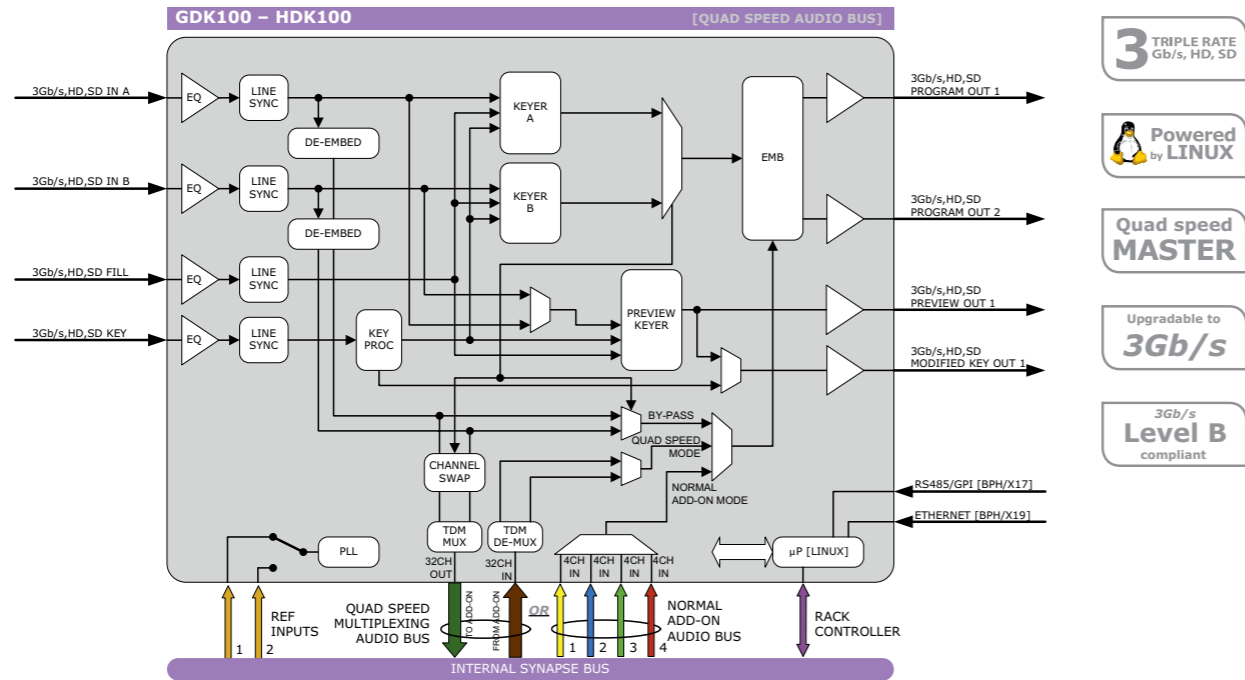 GDK100 – HDK100
[QUAD SPEED AUDIO BUS]
3Gb/s,HD,SD IN A
EQ
LINE
SYNC
DE-EMBED
KEYER
A
3Gb/s,HD,SD IN B
EQ
LINE
SYNC
DE-EMBED
KEYER
B
EMB
3Gb/s,HD,SD
PROGRAM OUT 1
3Gb/s,HD,SD
PROGRAM OUT 2
3Gb/s,HD,SD FILL
EQ
LINE
SYNC
3Gb/s,HD,SD KEY
EQ
LINE
SYNC
KEY
PROC
PREVIEW
KEYER
3Gb/s,HD,SD
PREVIEW OUT 1
3Gb/s,HD,SD
MODIFIED KEY OUT 1
BY-PASS
QUAD SPEED
MODE
NORMAL
ADD-ON MODE
CHANNEL
SWAP
TDM
MUX
TDM
DE-MUX
32CH
OUT
32CH
IN
4CH
IN
4CH
IN
4CH
IN
4CH
IN
PLL
µP [LINUX]
RS485/GPI [BPH/X17]
ETHERNET [BPH/X19]
REF
INPUTS
1
2
QUAD SPEED
MULTIPLEXING
AUDIO BUS
TO ADD-ON
FROM ADD-ON
OR
1
2
3
4
NORMAL
ADD-ON
AUDIO BUS
RACK
CONTROLLER
INTERNAL SYNAPSE BUS
3 TRIPLE RATE
Gb/s, HD, SD
Powered
by LINUX
Quad speed
MASTER
Upgradable to
3Gb/s
3Gb/s
Level B
compliant